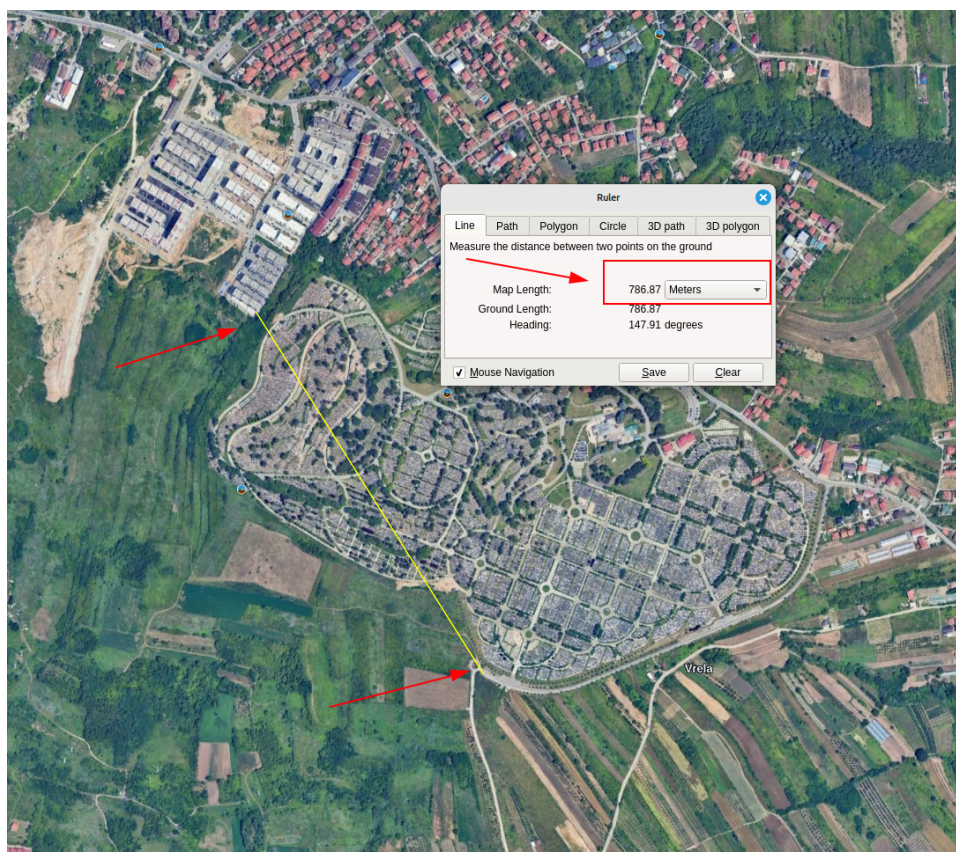 Ruler
Line Path Polygon Circle 3D path 3D polygon
Measure the distance between two points on the ground
Map Length: 786.87 Meters
Ground Length: 786.87
Heading: 147.91 degrees
Mouse Navigation Save Clear
Vrela